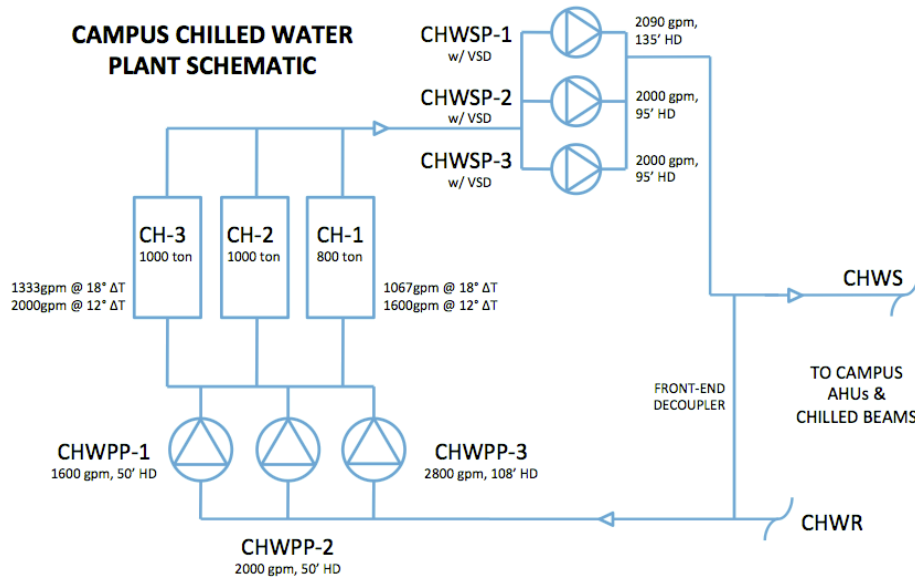 CAMPUS CHILLED WATER
PLANT SCHEMATIC
CHWSP-1
w/ VSD
2090 gpm,
135’ HD
CHWSP-2
w/ VSD
2000 gpm,
95’ HD
CHWSP-3
w/ VSD
2000 gpm,
95’ HD
CH-3
1000 ton
CH-2
1000 ton
CH-1
800 ton
1333gpm @ 18° ΔT
2000gpm @ 12° ΔT
1067gpm @ 18° ΔT
1600gpm @ 12° ΔT
CHWS
FRONT-END
DECOUPLER
TO CAMPUS
AHUs &
CHILLED BEAMS
CHWPP-1
1600 gpm, 50’ HD
CHWPP-3
2800 gpm, 108’ HD
CHWR
CHWPP-2
2000 gpm, 50’ HD